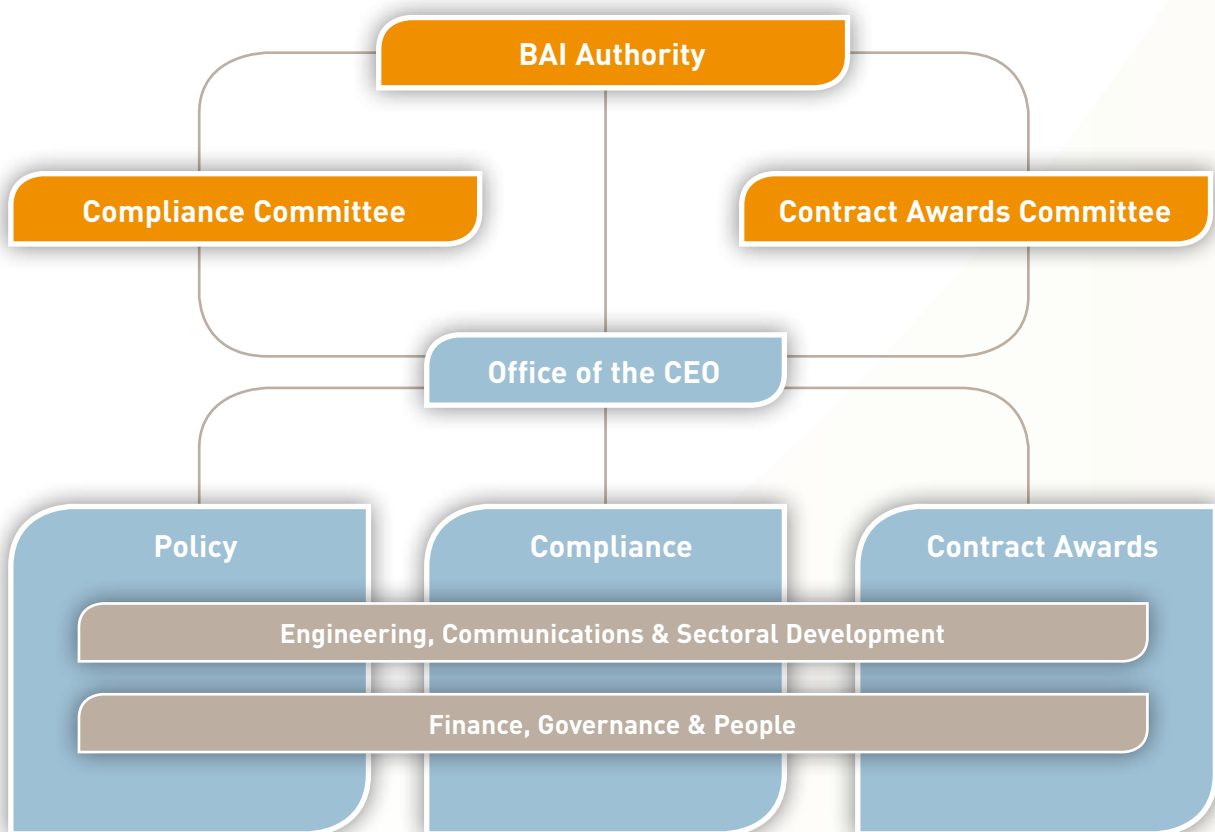 BAI Authority
Compliance Committee
Contract Awards Committee
Office of the CEO
Policy
Compliance
Contract Awards
Engineering, Communications & Sectoral Development
Finance, Governance & People